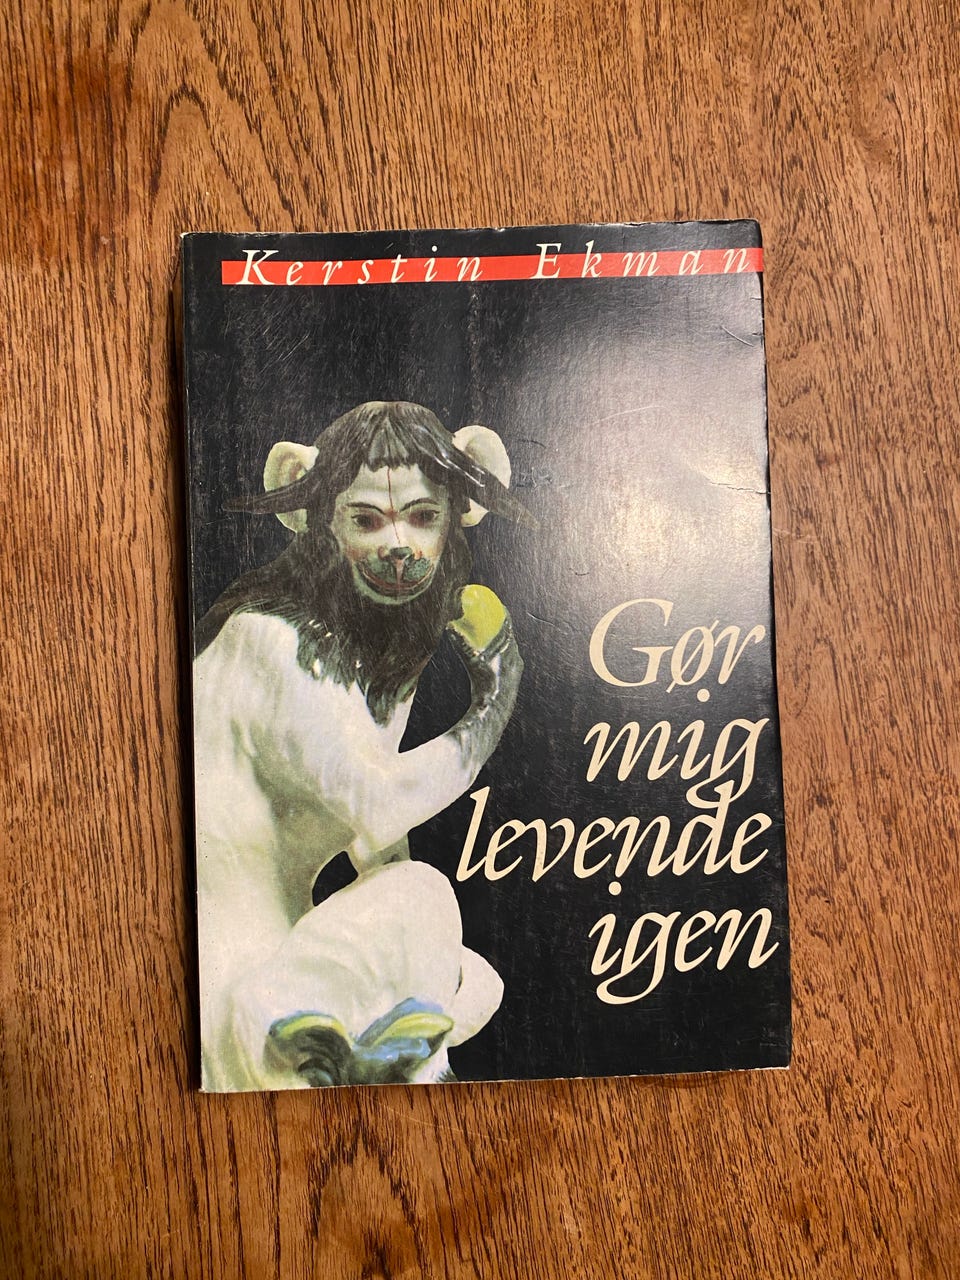 Kerstin Ekman
Gør
mig
levende
igen